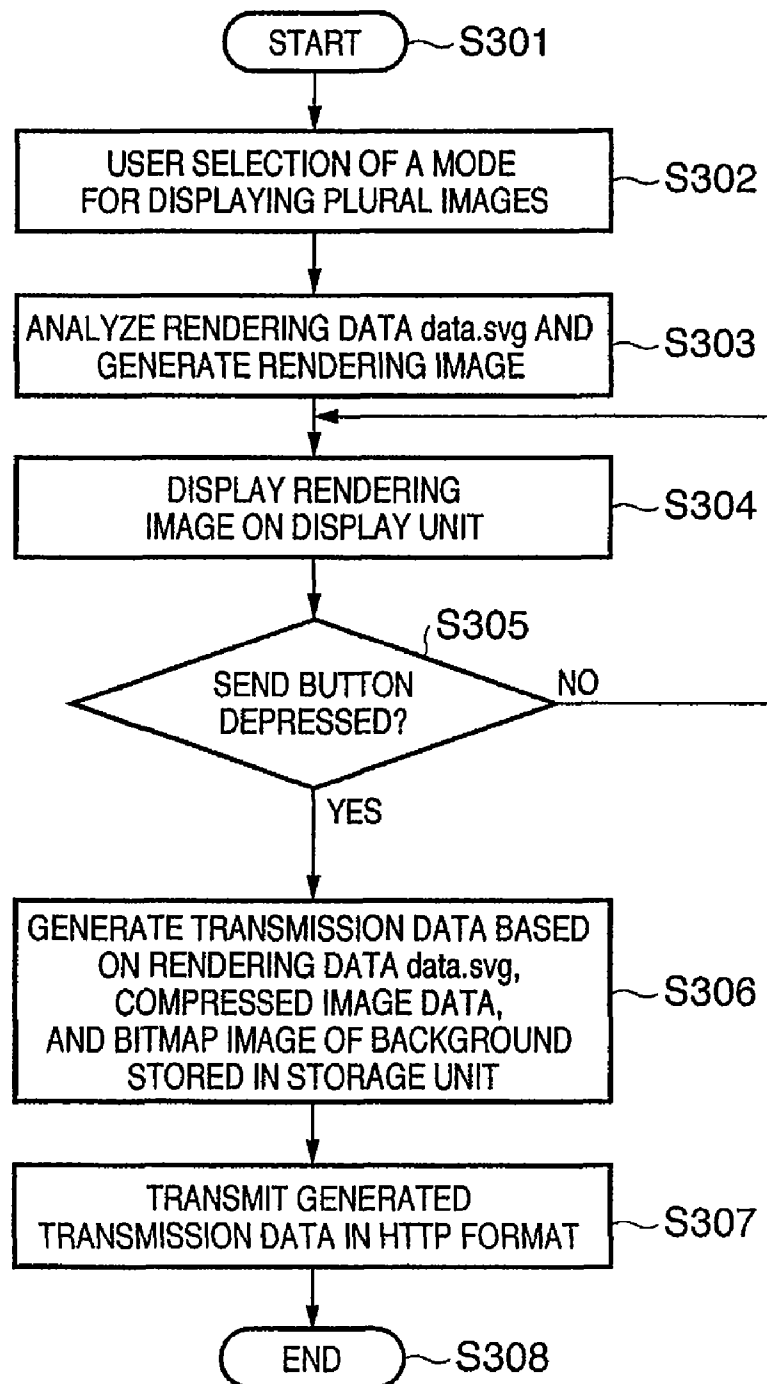 START
S301
USER SELECTION OF A MODE
FOR DISPLAYING PLURAL IMAGES
S302
ANALYZE RENDERING DATA data.svg AND
GENERATE RENDERING IMAGE
S303
DISPLAY RENDERING
IMAGE ON DISPLAY UNIT
S304
S305
SEND BUTTON
DEPRESSED?
NO
YES
GENERATE TRANSMISSION DATA BASED
ON RENDERING DATA data.svg,
COMPRESSED IMAGE DATA,
AND BITMAP IMAGE OF BACKGROUND
STORED IN STORAGE UNIT
S306
TRANSMIT GENERATED
TRANSMISSION DATA IN HTTP FORMAT
S307
END
S308